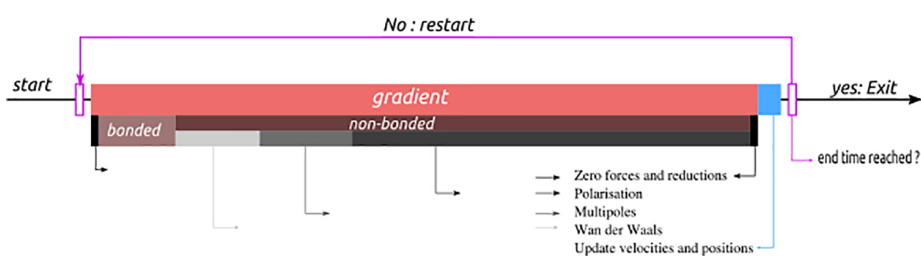 No : restart
start
gradient
yes: Exit
bonded
non-bonded
end time reached ?
Zero forces and reductions
Polarisation
Multipoles
Wan der Waals
Update velocities and positions